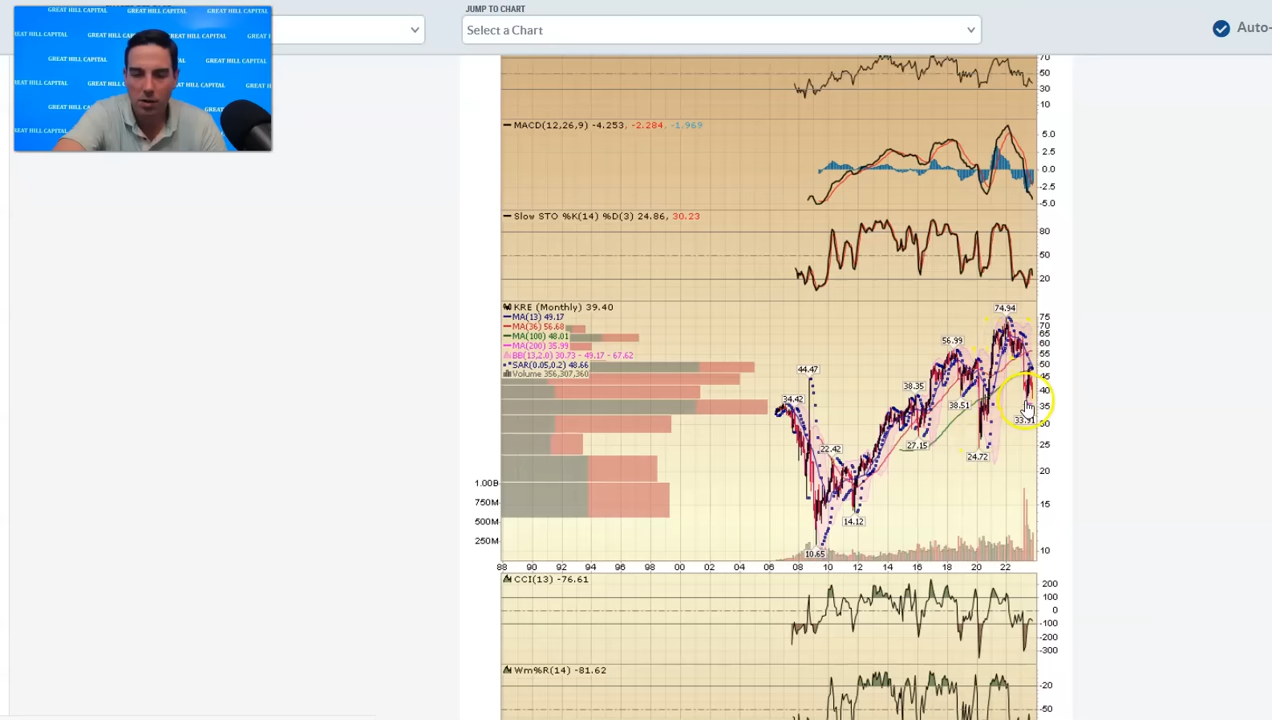 JUMP TO CHART
Select a Chart
Auto-
GREAT HILL CAPITAL
GREAT HILL CAPITAL
GREAT HILL CAPITAL
70
50
30
10
MACD(12,26,9) -4.253, -2.284, -1.969
5.0
2.5
0.0
-2.5
-5.0
Slow STO %K(14) %D(3) 24.86, 30.23
80
50
20
KRE (Monthly) 39.40
MA(13) 49.17
MA(36) 56.68
MA(100) 48.01
MA(200) 35.99
BB(13,2.0) 30.73 - 49.17 - 67.62
SAR(0.05,0.2) 48.66
Volume 356,307,360
74.94
56.99
44.47
38.35
34.42
38.51
33.91
27.15
22.42
24.72
14.12
10.65
75
70
65
60
55
50
45
40
35
30
25
20
15
10
1.00B
750M
500M
250M
88 90 92 94 96 98 00 02 04 06 08 10 12 14 16 18 20 22
CCI(13) -76.61
200
100
0
-100
-300
Wm%R(14) -81.62
-20
-50